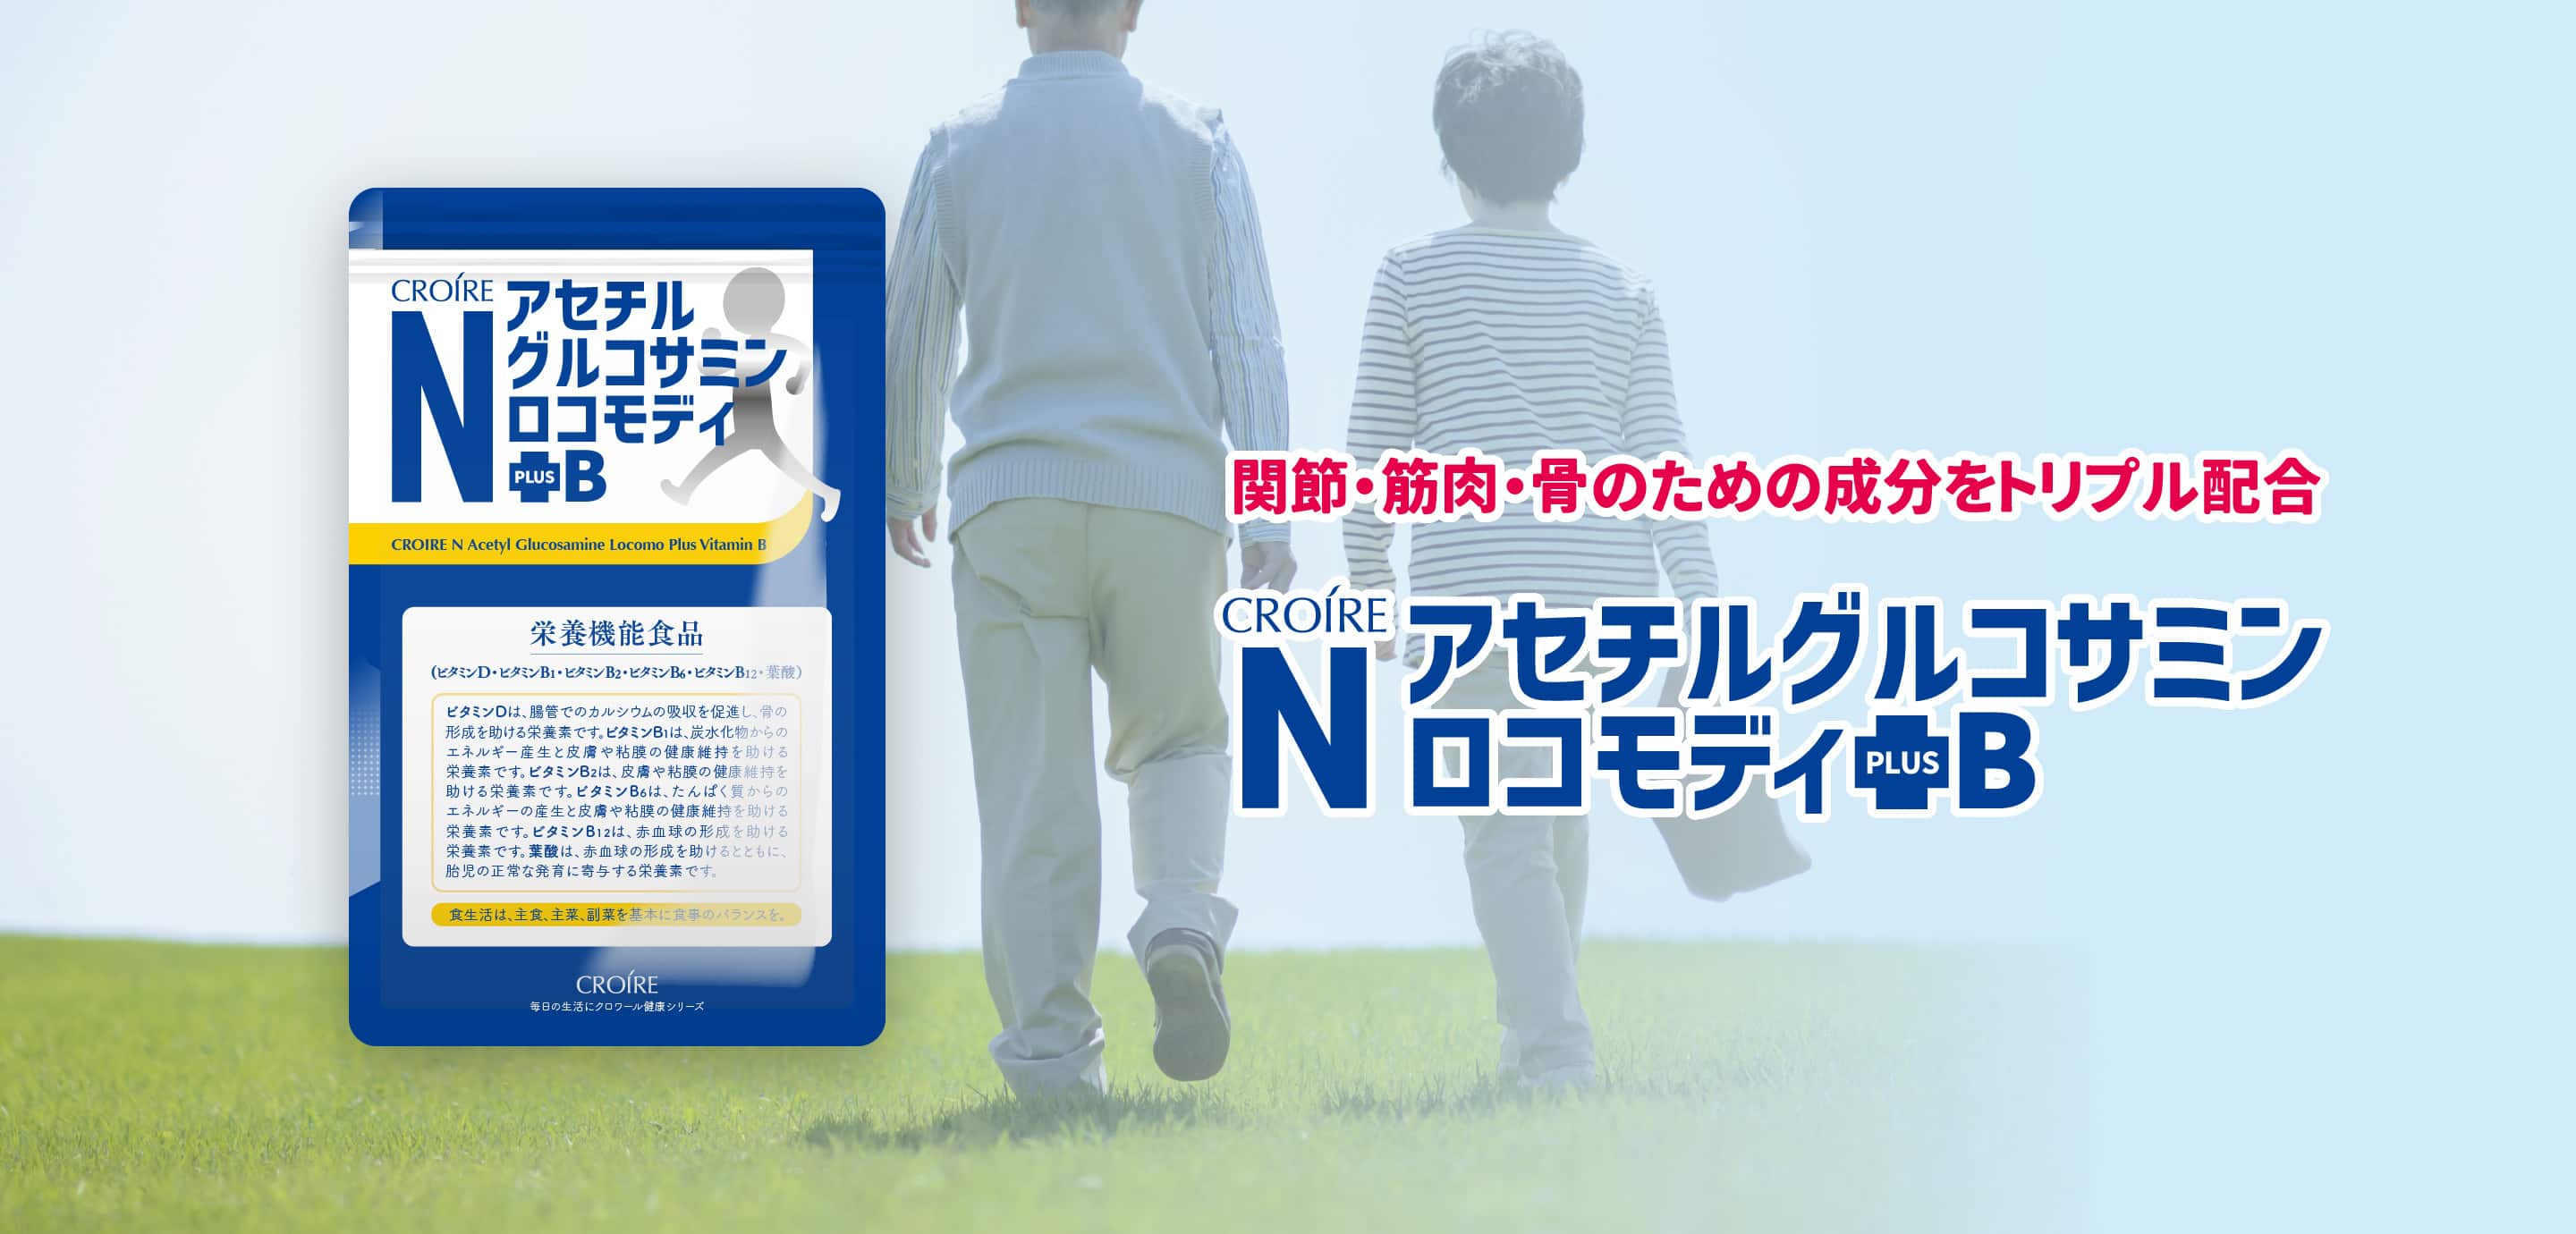 CROÍRE
N アセチル
グルコサミン
ロコモディ
PLUS B
CROIRE N Acetyl Glucosamine Locomo Plus Vitamin B
栄養機能食品
(ビタミンD・ビタミンB1・ビタミンB2・ビタミンB6・ビタミンB12・葉酸)
ビタミンDは、腸管でのカルシウムの吸収を促進し、骨の
形成を助ける栄養素です。ビタミンB1は、炭水化物からの
エネルギー産生と皮膚や粘膜の健康維持を助ける
栄養素です。ビタミンB2は、皮膚や粘膜の健康維持を
助ける栄養素です。ビタミンB6は、たんぱく質からの
エネルギーの産生と皮膚や粘膜の健康維持を助ける
栄養素です。ビタミンB12は、赤血球の形成を助ける
栄養素です。葉酸は、赤血球の形成を助けるとともに、
胎児の正常な発育に寄与する栄養素です。
食生活は、主食、主菜、副菜を基本に食事のバランスを。
CROÍRE
毎日の生活にクロワール健康シリーズ
関節・筋肉・骨のための成分をトリプル配合
CROÍRE
N アセチルグルコサミン
ロコモディ PLUS B